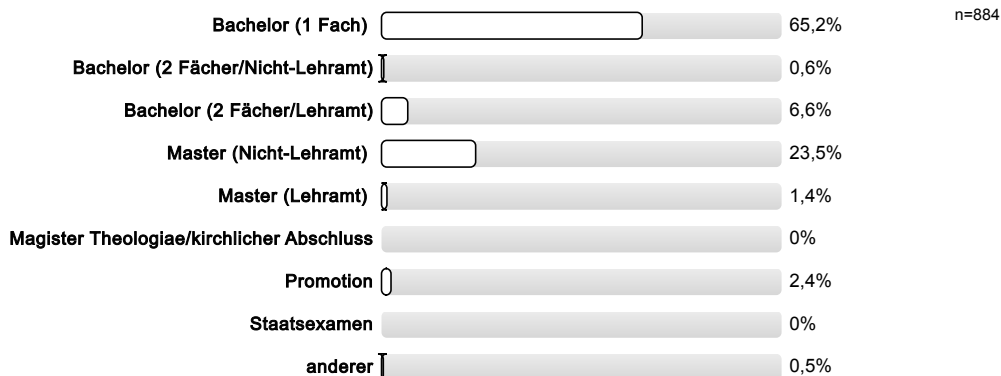 n=884
Bachelor (1 Fach) 65,2%
Bachelor (2 Fächer/Nicht-Lehramt) 0,6%
Bachelor (2 Fächer/Lehramt) 6,6%
Master (Nicht-Lehramt) 23,5%
Master (Lehramt) 1,4%
Magister Theologiae/kirchlicher Abschluss 0%
Promotion 2,4%
Staatsexamen 0%
anderer 0,5%